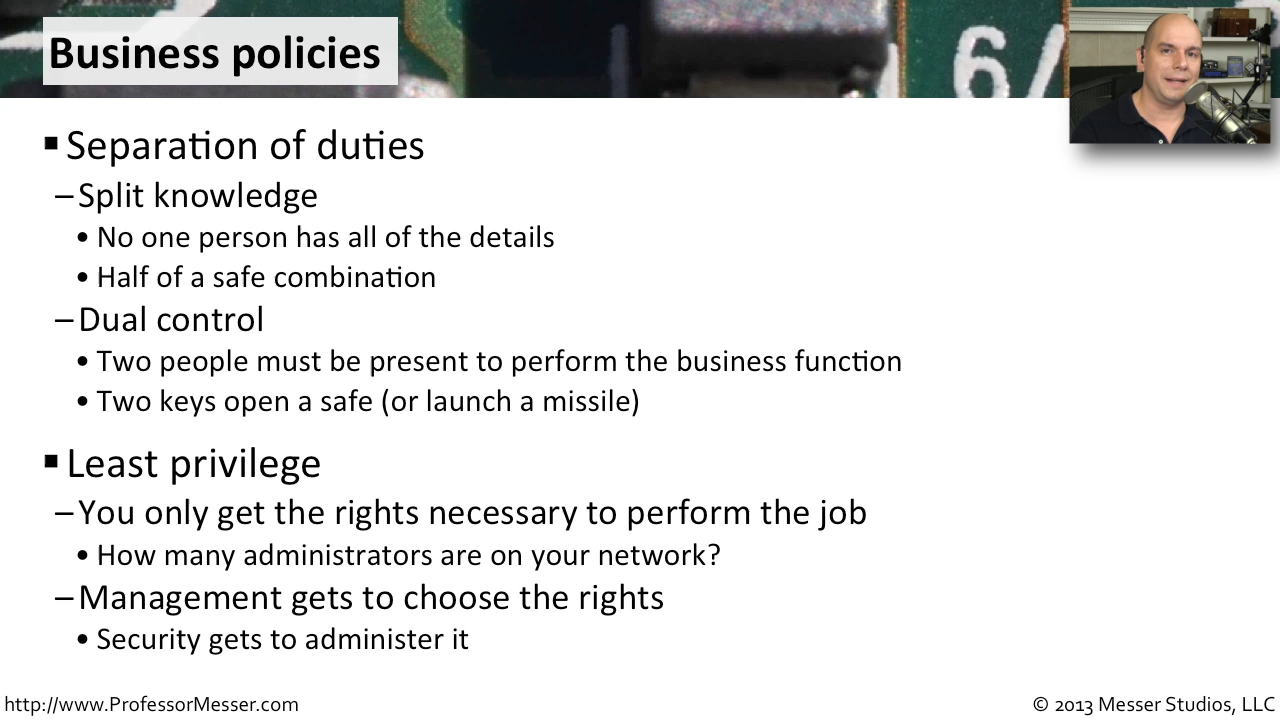 Business policies
6/
▪ Separation of duties
– Split knowledge
• No one person has all of the details
• Half of a safe combination
– Dual control
• Two people must be present to perform the business function
• Two keys open a safe (or launch a missile)
▪ Least privilege
– You only get the rights necessary to perform the job
• How many administrators are on your network?
– Management gets to choose the rights
• Security gets to administer it
http://www.ProfessorMesser.com
© 2013 Messer Studios, LLC